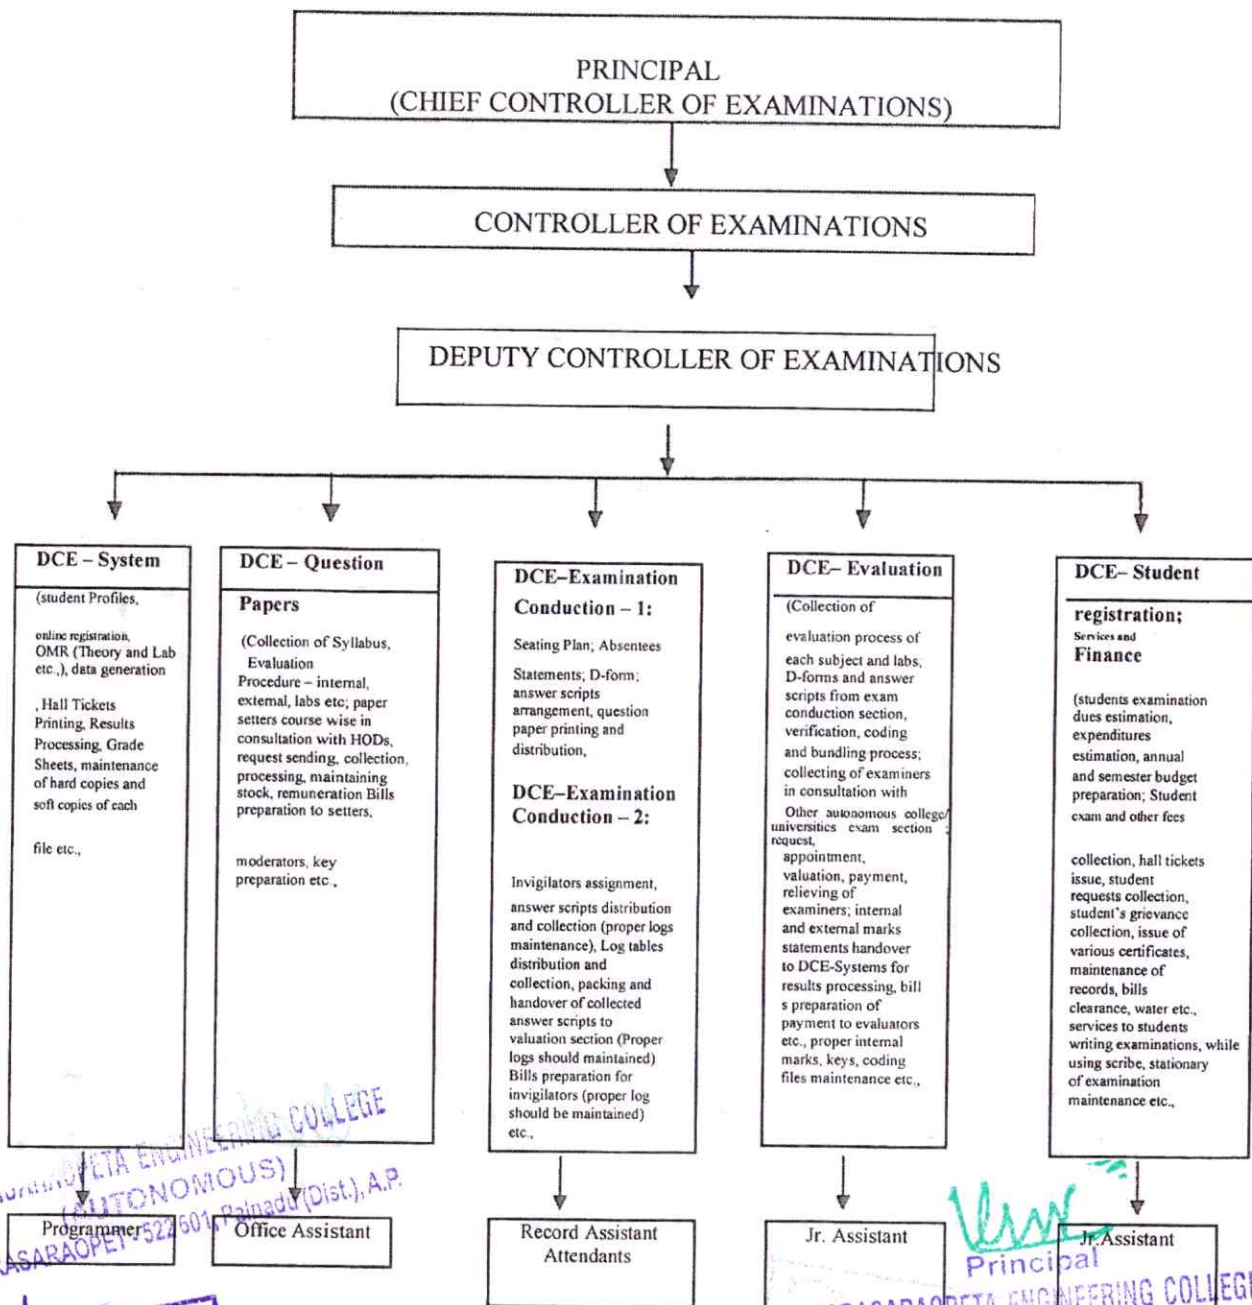 PRINCIPAL
(CHIEF CONTROLLER OF EXAMINATIONS)
CONTROLLER OF EXAMINATIONS
DEPUTY CONTROLLER OF EXAMINATIONS
DCE – System
(student Profiles,
online registration,
OMR (Theory and Lab
etc.,), data generation
, Hall Tickets
Printing, Results
Processing, Grade
Sheets, maintenance
of hard copies and
soft copies of each
file etc.,
DCE – Question
Papers
(Collection of Syllabus,
Evaluation
Procedure – internal,
external, labs etc; paper
setters course wise in
consultation with HODs,
request sending, collection,
processing, maintaining
stock, remuneration Bills
preparation to setters,
moderators, key
preparation etc.,
DCE–Examination
Conduction – 1:
Seating Plan; Absentees
Statements; D-form;
answer scripts
arrangement, question
paper printing and
distribution,
DCE–Examination
Conduction – 2:
Invigilators assignment,
answer scripts distribution
and collection (proper logs
maintenance), Log tables
distribution and
collection, packing and
handover of collected
answer scripts to
valuation section (Proper
logs should maintained)
Bills preparation for
invigilators (proper log
should be maintained)
etc.,
DCE– Evaluation
(Collection of
evaluation process of
each subject and labs,
D-forms and answer
scripts from exam
conduction section,
verification, coding
and bundling process;
collecting of examiners
in consultation with
Other autonomous college/
universities exam section ;
request,
appointment,
valuation, payment,
relieving of
examiners; internal
and external marks
statements handover
to DCE-Systems for
results processing, bill
s preparation of
payment to evaluators
etc., proper internal
marks, keys, coding
files maintenance etc.,
DCE– Student
registration;
Services and
Finance
(students examination
dues estimation,
expenditures
estimation, annual
and semester budget
preparation; Student
exam and other fees
collection, hall tickets
issue, student
requests collection,
student's grievance
collection, issue of
various certificates,
maintenance of
records, bills
clearance, water etc.,
services to students
writing examinations, while
using scribe, stationary
of examination
maintenance etc.,
Programmer
Office Assistant
Record Assistant
Attendants
Jr. Assistant
Jr. Assistant
ENGINEERING COLLEGE
(AUTONOMOUS)
522601, Palnadu (Dist.), A.P.
Principal
ENGINEERING COLLEGE